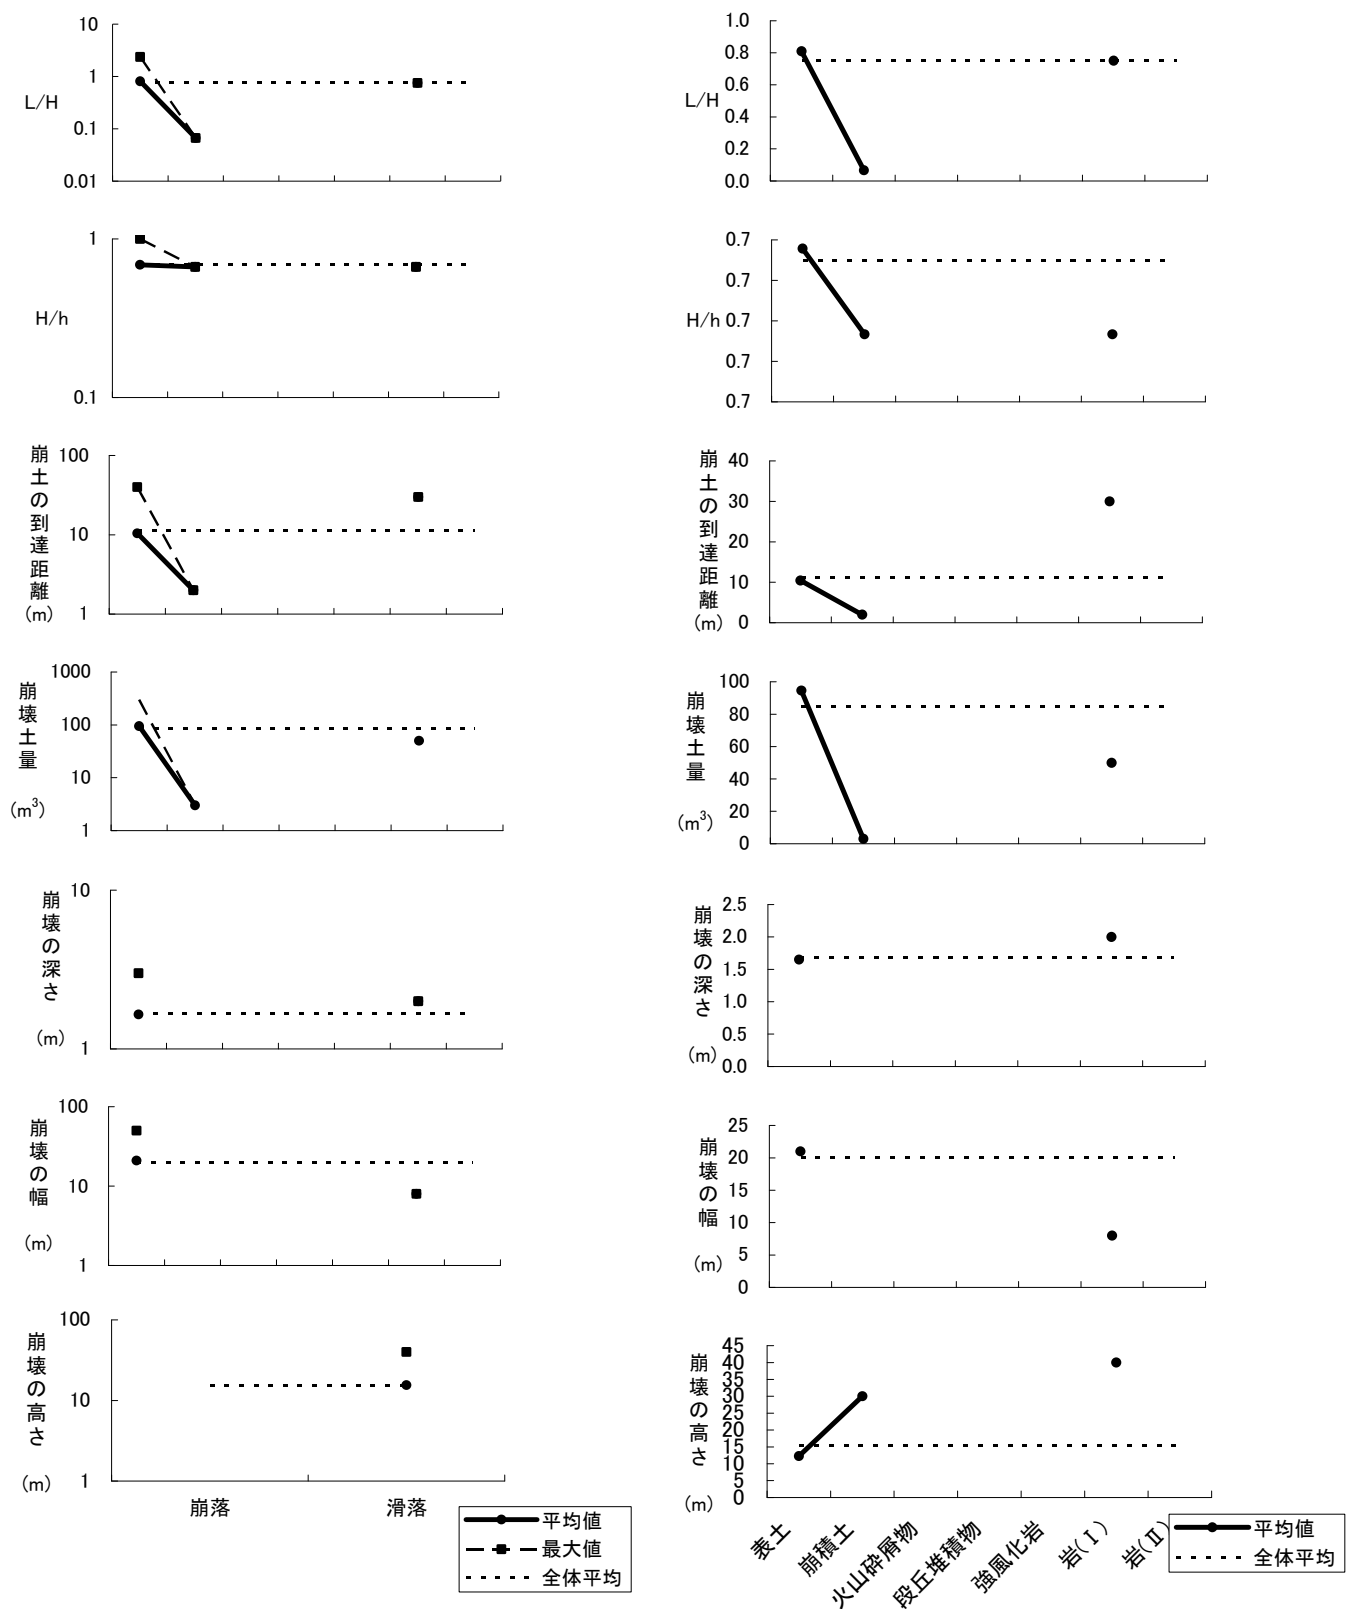 10
1
0.1
0.01
L/H
1.0
0.8
0.6
0.4
0.2
0.0
L/H
1
0.1
H/h
0.7
0.7
0.7
0.7
0.7
H/h
崩土の到達距離
(m)
100
10
1
崩土の到達距離
(m)
40
30
20
10
0
崩壊土量
(m³)
1000
100
10
1
崩壊土量
(m³)
100
80
60
40
20
0
崩壊の深さ
(m)
10
1
崩壊の深さ
(m)
2.5
2.0
1.5
1.0
0.5
0.0
崩壊の幅
(m)
100
10
1
崩壊の幅
(m)
25
20
15
10
5
0
崩壊の高さ
(m)
100
10
1
崩落
滑落
平均値
最大値
全体平均
崩壊の高さ
(m)
45
40
35
30
25
20
15
10
5
0
表土
崩積土
火山砕屑物
段丘堆積物
強風化岩
岩(Ⅰ)
岩(Ⅱ)
平均値
全体平均